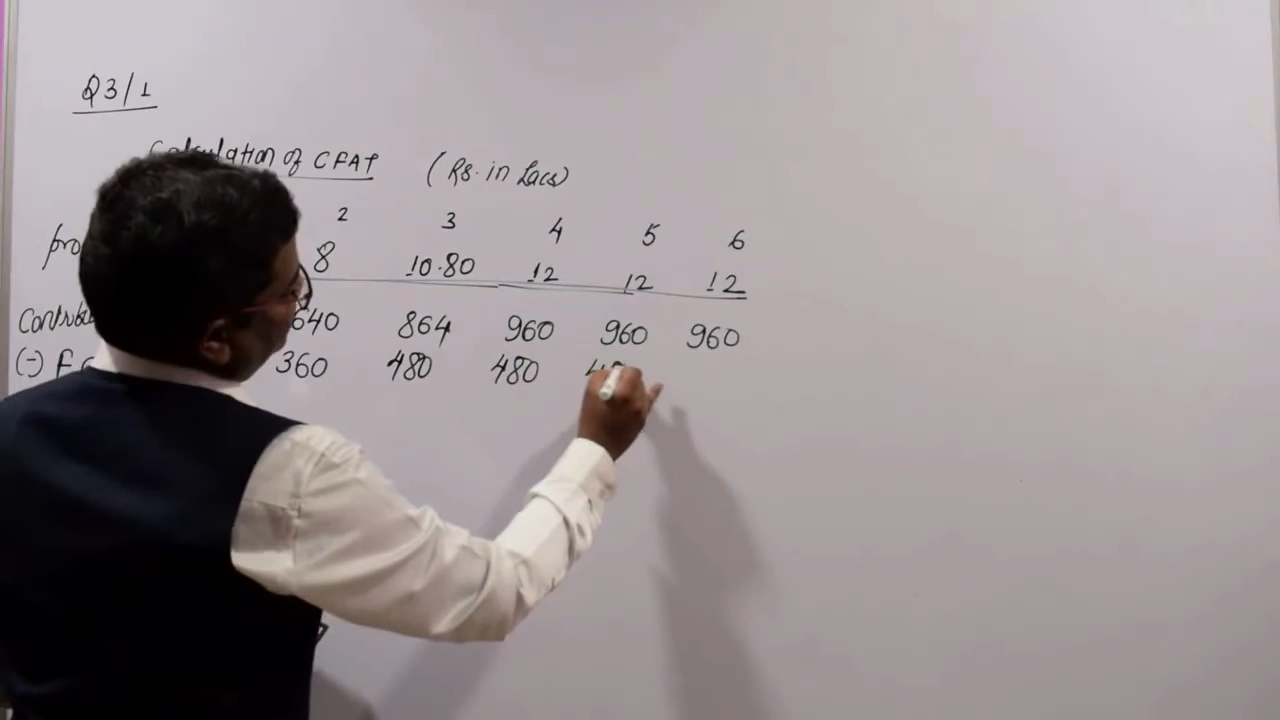 Q3/1
Calculation of CFAT (Rs. in Lacs)
2 3 4 5 6
8 10.80 12 12 12
640 864 960 960 960
(-) 360 480 480